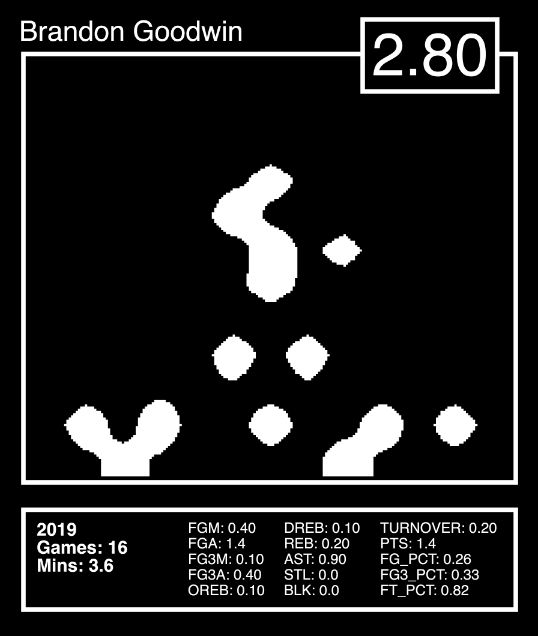 Brandon Goodwin
2.80
2019
Games: 16
Mins: 3.6
FGM: 0.40
FGA: 1.4
FG3M: 0.10
FG3A: 0.40
OREB: 0.10
DREB: 0.10
REB: 0.20
AST: 0.90
STL: 0.0
BLK: 0.0
TURNOVER: 0.20
PTS: 1.4
FG_PCT: 0.26
FG3_PCT: 0.33
FT_PCT: 0.82